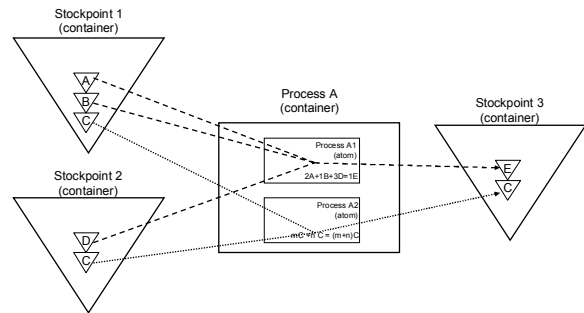 Stockpoint 1
(container)
A
B
C
Process A
(container)
Process A1
(atom)
2A+1B+3D=1E
Process A2
(atom)
mC +n C = (m+n)C
Stockpoint 3
(container)
E
C
Stockpoint 2
(container)
D
C